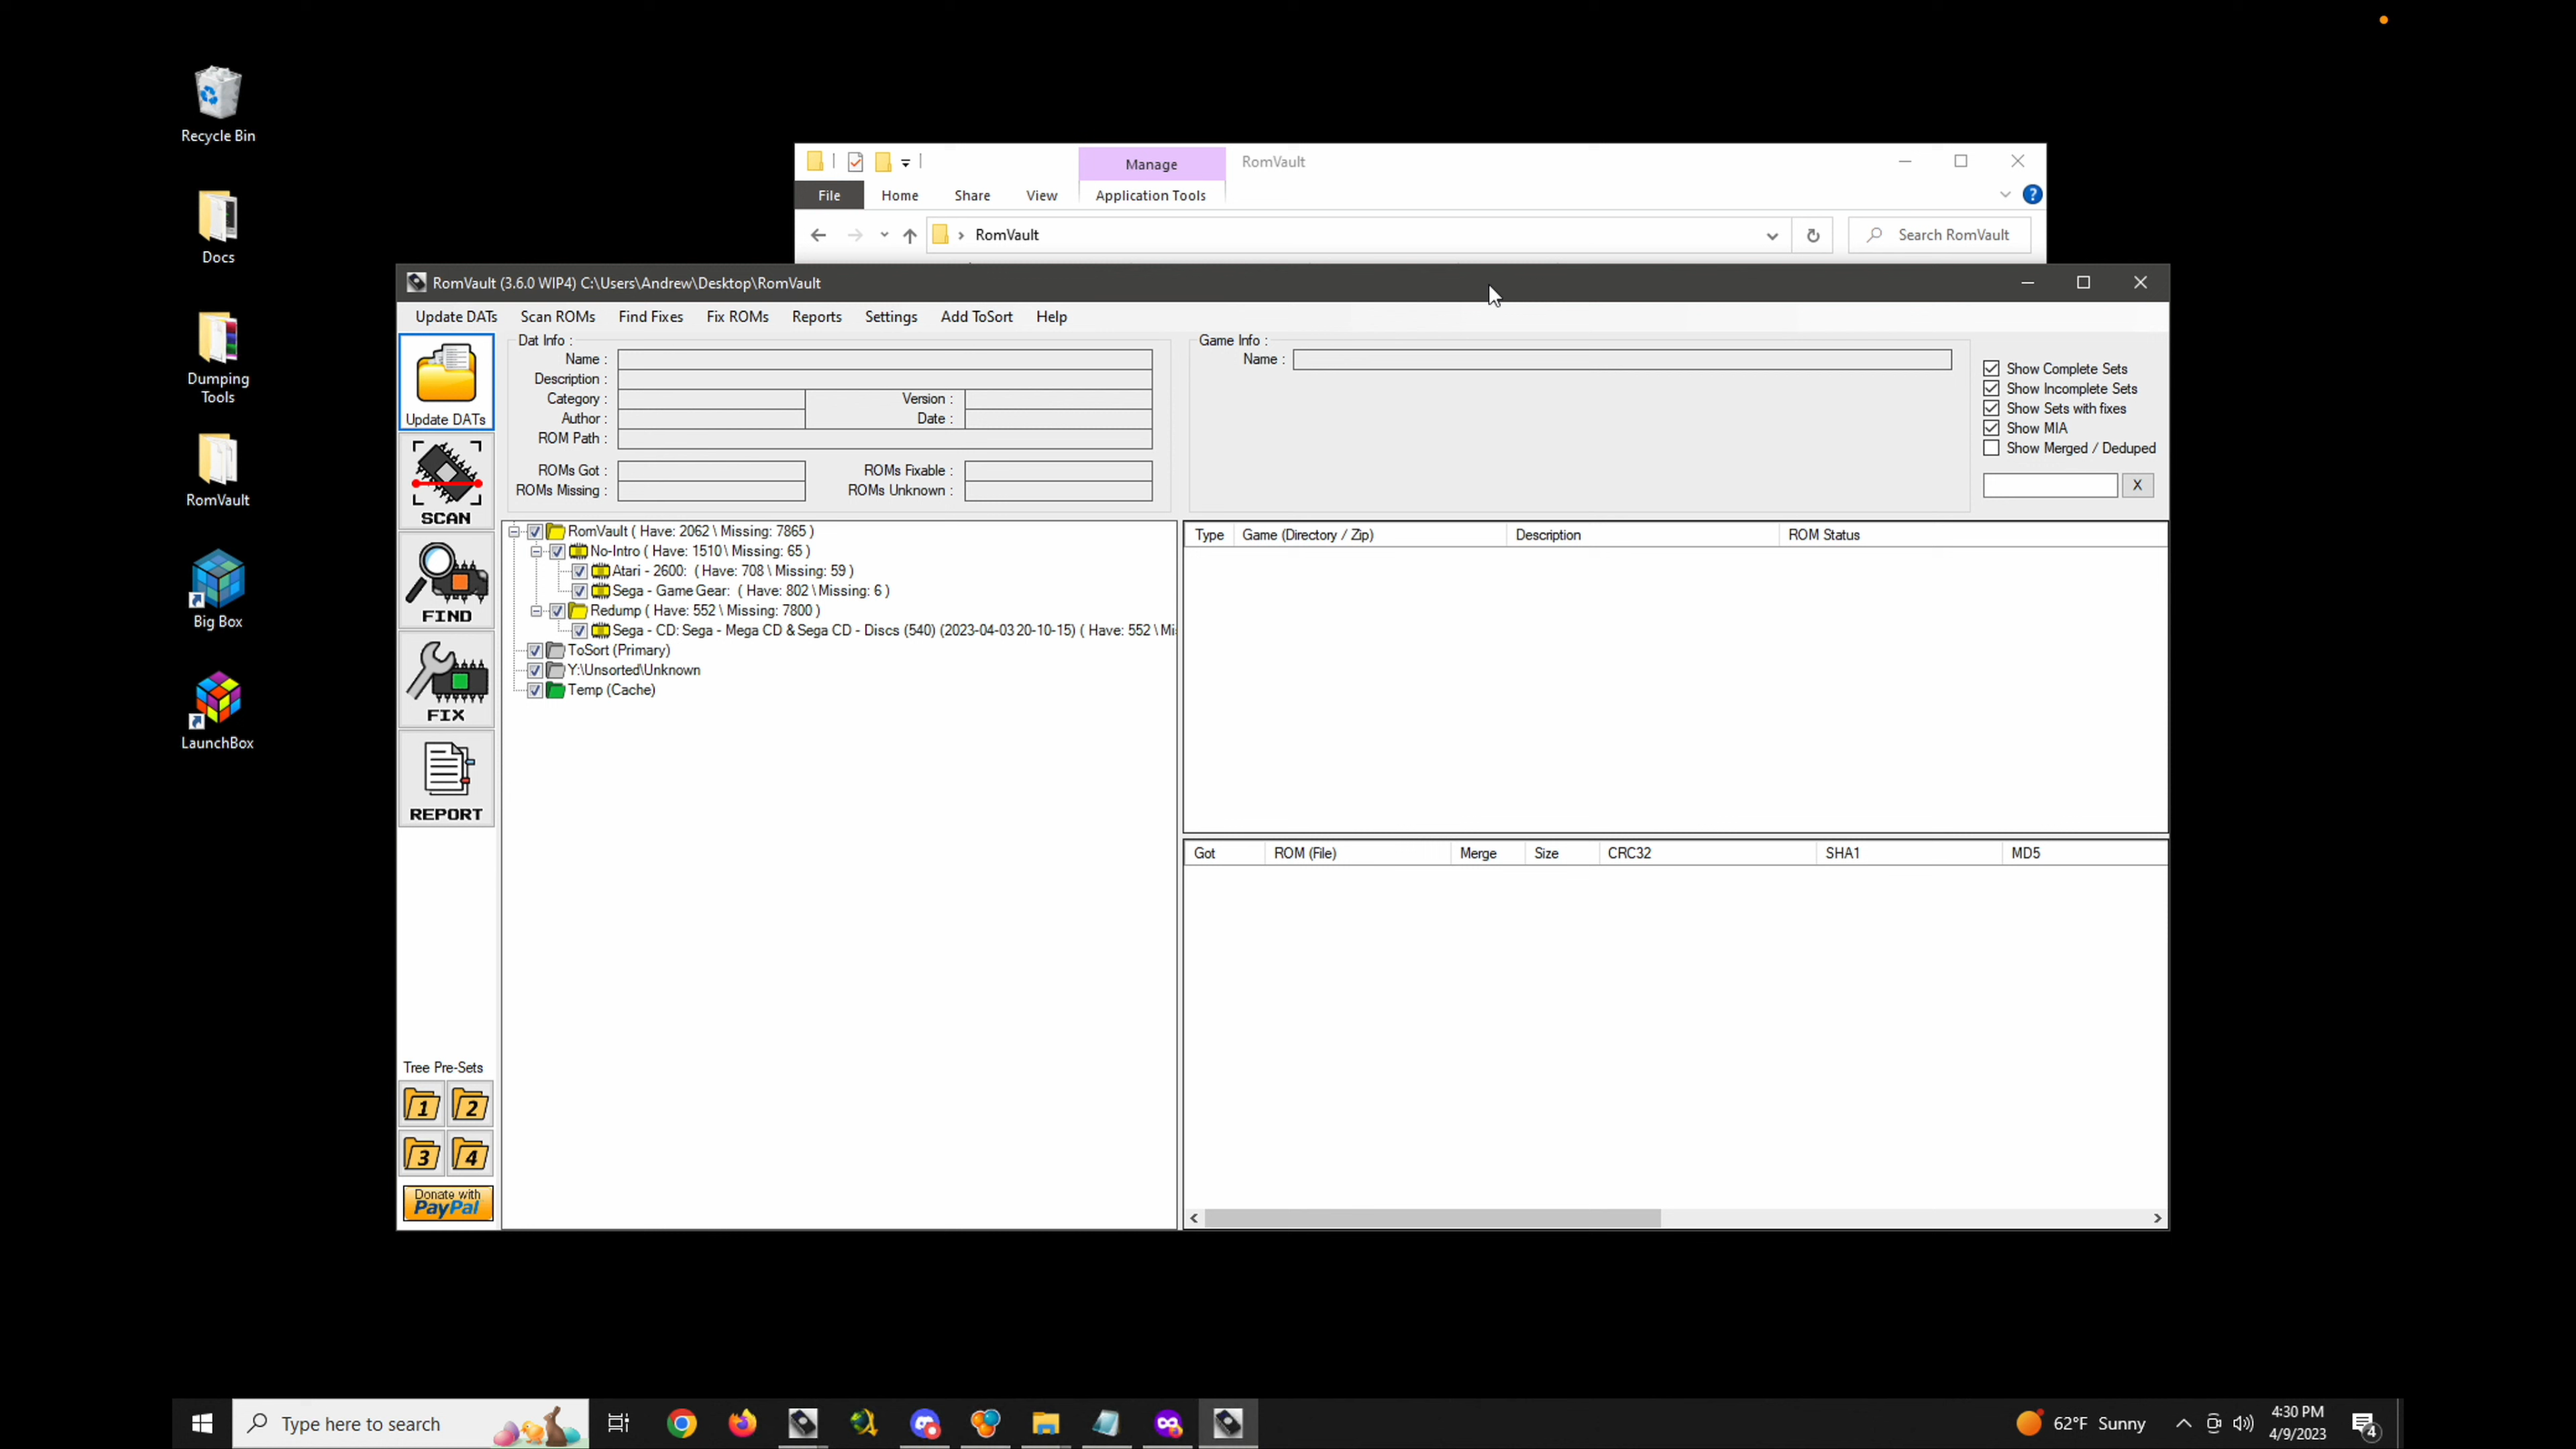 Recycle Bin
Docs
Dumping
Tools
RomVault
Big Box
LaunchBox
Manage
RomVault
File
Home
Share
View
Application Tools
RomVault
Search RomVault
RomVault (3.6.0 WIP4) C:\Users\Andrew\Desktop\RomVault
Update DATs
Scan ROMs
Find Fixes
Fix ROMs
Reports
Settings
Add ToSort
Help
Update DATs
SCAN
FIND
FIX
REPORT
Tree Pre-Sets
1
2
3
4
Donate with
PayPal
Dat Info :
Name :
Description :
Category :
Version :
Author :
Date :
ROM Path :
ROMs Got :
ROMs Fixable :
ROMs Missing :
ROMs Unknown :
Game Info :
Name :
Show Complete Sets
Show Incomplete Sets
Show Sets with fixes
Show MIA
Show Merged / Deduped
X
RomVault ( Have: 2062 \ Missing: 7865 )
No-Intro ( Have: 1510 \ Missing: 65 )
Atari - 2600: ( Have: 708 \ Missing: 59 )
Sega - Game Gear: ( Have: 802 \ Missing: 6 )
Redump ( Have: 552 \ Missing: 7800 )
Sega - CD: Sega - Mega CD & Sega CD - Discs (540) (2023-04-03 20-10-15) ( Have: 552 \ Mi
ToSort (Primary)
Y:\Unsorted\Unknown
Temp (Cache)
Type
Game (Directory / Zip)
Description
ROM Status
Got
ROM (File)
Merge
Size
CRC32
SHA1
MD5
Type here to search
62°F Sunny
4:30 PM
4/9/2023
4